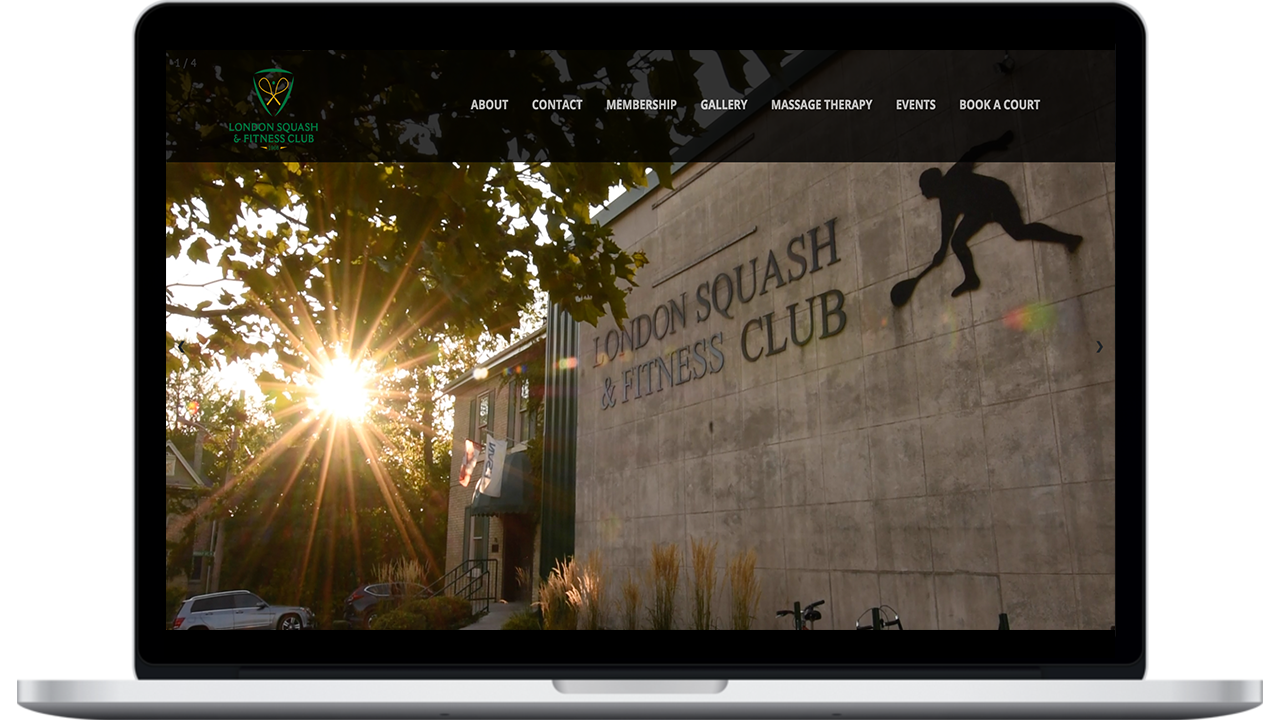 1 / 4
LONDON SQUASH
& FITNESS CLUB
ABOUT CONTACT MEMBERSHIP GALLERY MASSAGE THERAPY EVENTS BOOK A COURT
LONDON SQUASH
& FITNESS CLUB